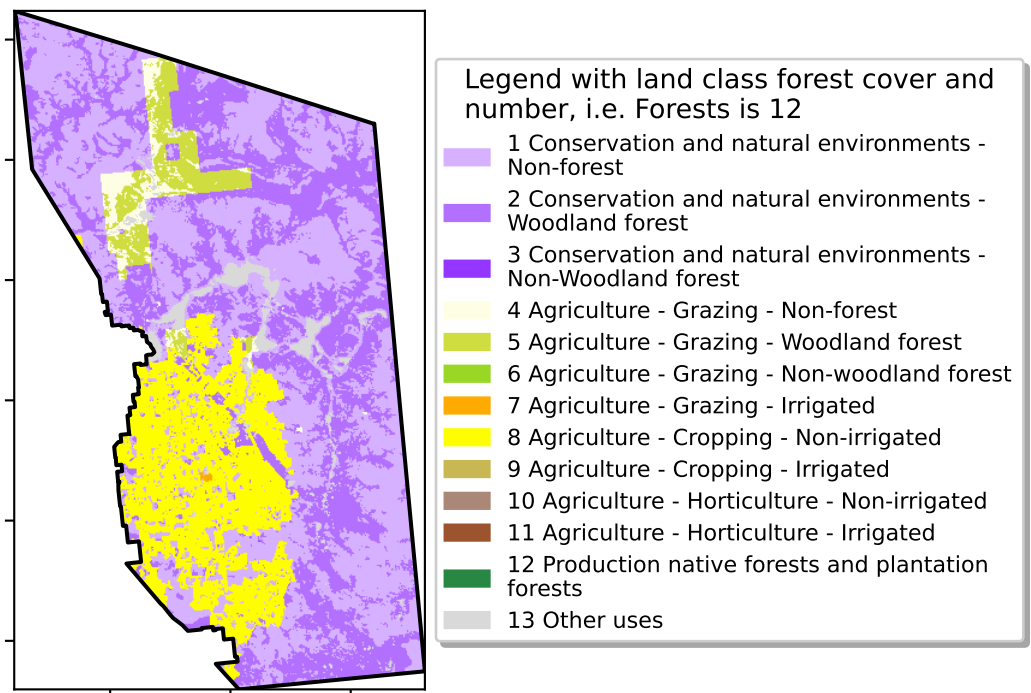 Legend with land class forest cover and
number, i.e. Forests is 12
1 Conservation and natural environments -
Non-forest
2 Conservation and natural environments -
Woodland forest
3 Conservation and natural environments -
Non-Woodland forest
4 Agriculture - Grazing - Non-forest
5 Agriculture - Grazing - Woodland forest
6 Agriculture - Grazing - Non-woodland forest
7 Agriculture - Grazing - Irrigated
8 Agriculture - Cropping - Non-irrigated
9 Agriculture - Cropping - Irrigated
10 Agriculture - Horticulture - Non-irrigated
11 Agriculture - Horticulture - Irrigated
12 Production native forests and plantation
forests
13 Other uses